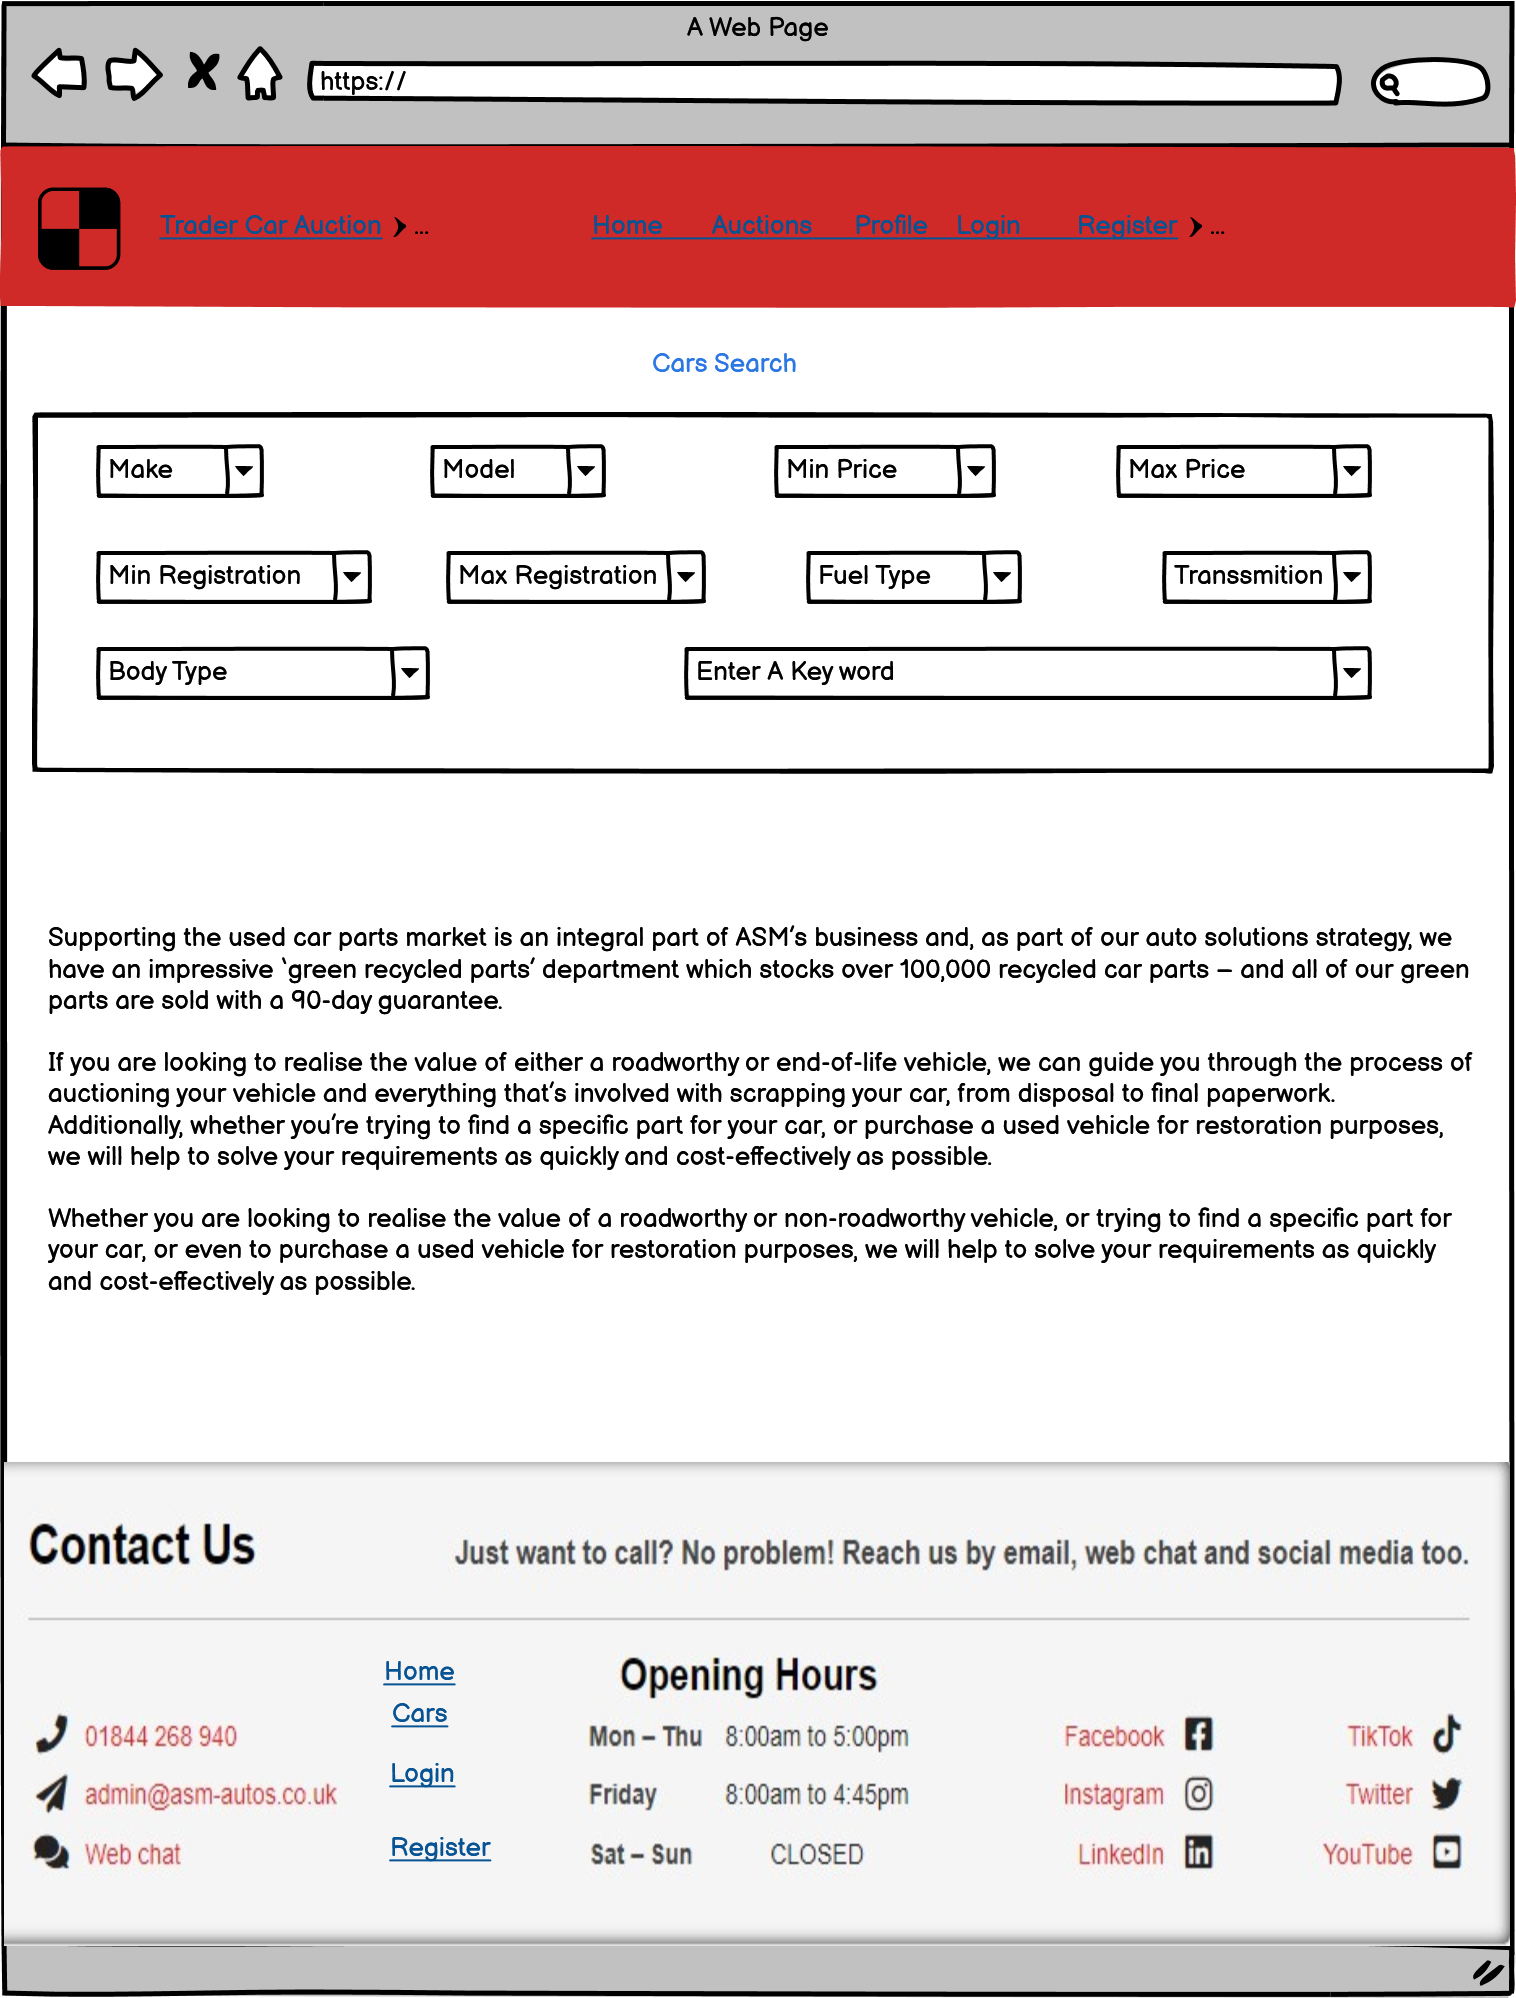 A Web Page
https://
Trader Car Auction ...
Home Auctions Profile Login Register ...
Cars Search
Make Model Min Price Max Price
Min Registration Max Registration Fuel Type Transsmition
Body Type Enter A Key word
Supporting the used car parts market is an integral part of ASM's business and, as part of our auto solutions strategy, we
have an impressive ‘green recycled parts’ department which stocks over 100,000 recycled car parts – and all of our green
parts are sold with a 90-day guarantee.
If you are looking to realise the value of either a roadworthy or end-of-life vehicle, we can guide you through the process of
auctioning your vehicle and everything that's involved with scrapping your car, from disposal to final paperwork.
Additionally, whether you're trying to find a specific part for your car, or purchase a used vehicle for restoration purposes,
we will help to solve your requirements as quickly and cost-effectively as possible.
Whether you are looking to realise the value of a roadworthy or non-roadworthy vehicle, or trying to find a specific part for
your car, or even to purchase a used vehicle for restoration purposes, we will help to solve your requirements as quickly
and cost-effectively as possible.
Contact Us
Just want to call? No problem! Reach us by email, web chat and social media too.
01844 268 940
admin@asm-autos.co.uk
Web chat
Home
Cars
Login
Register
Opening Hours
Mon – Thu 8:00am to 5:00pm
Friday 8:00am to 4:45pm
Sat – Sun CLOSED
Facebook
Instagram
LinkedIn
TikTok
Twitter
YouTube